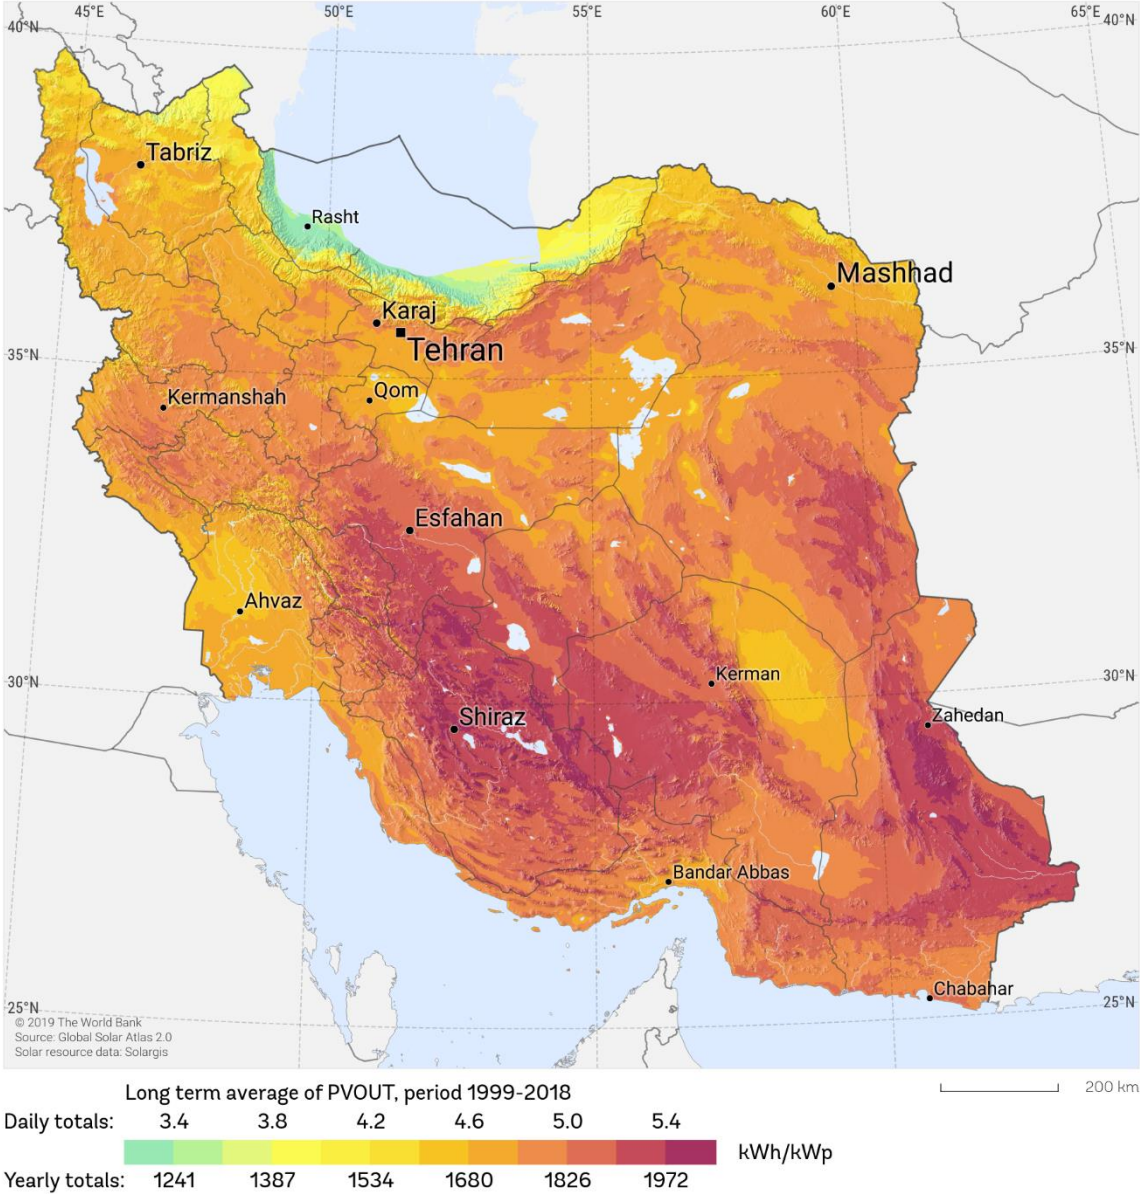 45°E 50°E 55°E 60°E 65°E
40°N 40°N
Tabriz
Rasht
Mashhad
Karaj
Tehran
35°N 35°N
Kermanshah
Qom
Esfahan
Ahvaz
30°N 30°N
Kerman
Shiraz
Zahedan
Bandar Abbas
Chabahar
25°N 25°N
© 2019 The World Bank
Source: Global Solar Atlas 2.0
Solar resource data: Solargis
Long term average of PVOUT, period 1999-2018
200 km
Daily totals: 3.4 3.8 4.2 4.6 5.0 5.4
kWh/kWp
Yearly totals: 1241 1387 1534 1680 1826 1972